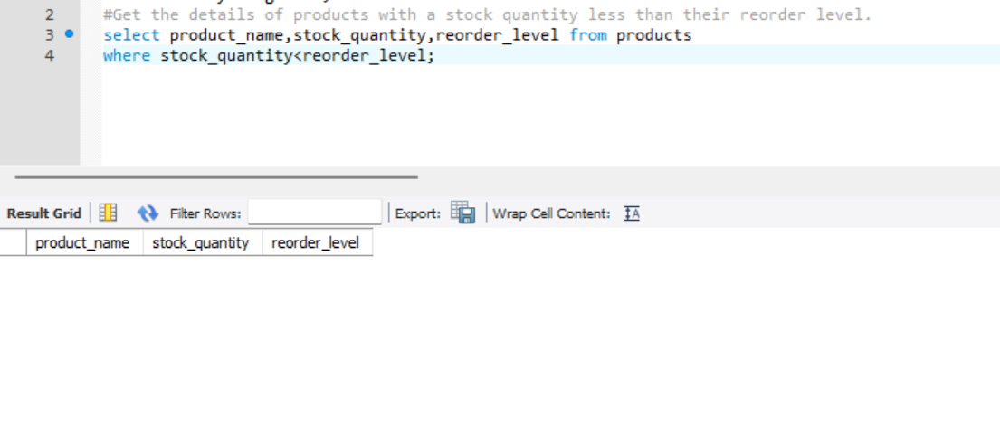 2 #Get the details of products with a stock quantity less than their reorder level.
3 select product_name,stock_quantity,reorder_level from products
4 where stock_quantity<reorder_level;
Result Grid Filter Rows: Export: Wrap Cell Content: IA
product_name stock_quantity reorder_level